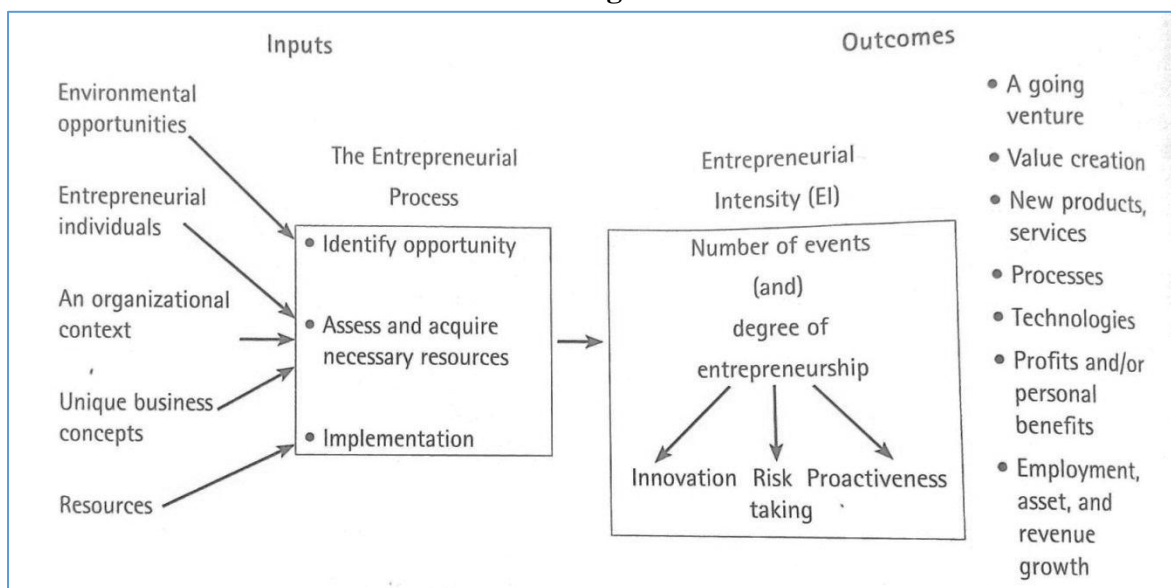 Inputs
Outcomes
Environmental
opportunities
Entrepreneurial
individuals
An organizational
context
Unique business
concepts
Resources
The Entrepreneurial
Process
• Identify opportunity
• Assess and acquire
necessary resources
• Implementation
Entrepreneurial
Intensity (EI)
Number of events
(and)
degree of
entrepreneurship
Innovation Risk Proactiveness
taking
• A going
venture
• Value creation
• New products,
services
• Processes
• Technologies
• Profits and/or
personal
benefits
• Employment,
asset, and
revenue
growth